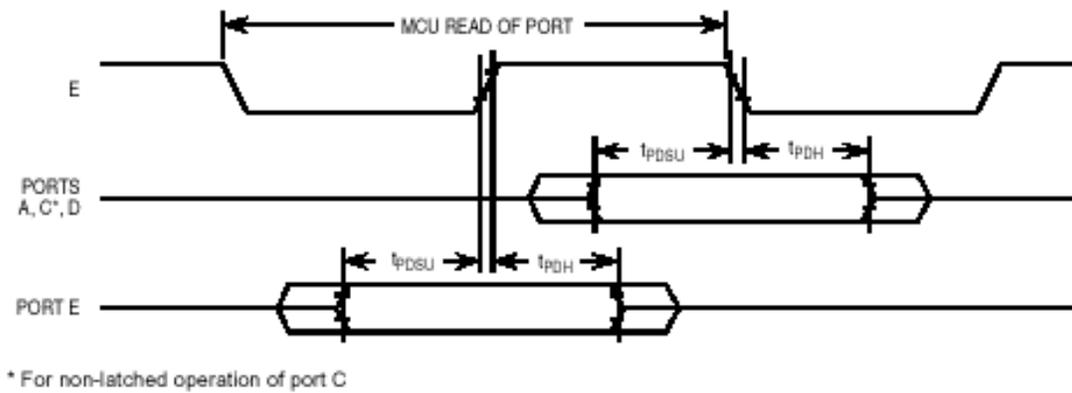 MCU READ OF PORT
E
tPDSU
tPDH
PORTS
A, C*, D
tPDSU
tPDH
PORT E
* For non-latched operation of port C